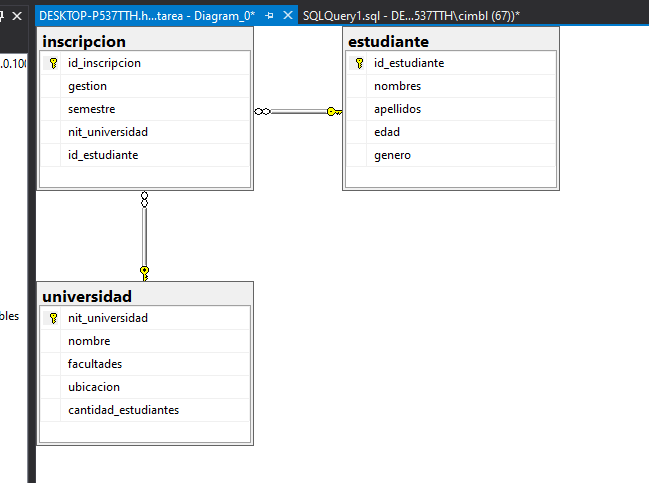 DESKTOP-P537TTH.h...tarea - Diagram_0*
SQLQuery1.sql - DE...537TTH\cimbl (67))*
.0.100
bles
inscripcion
id_inscripcion
gestion
semestre
nit_universidad
id_estudiante
estudiante
id_estudiante
nombres
apellidos
edad
genero
universidad
nit_universidad
nombre
facultades
ubicacion
cantidad_estudiantes